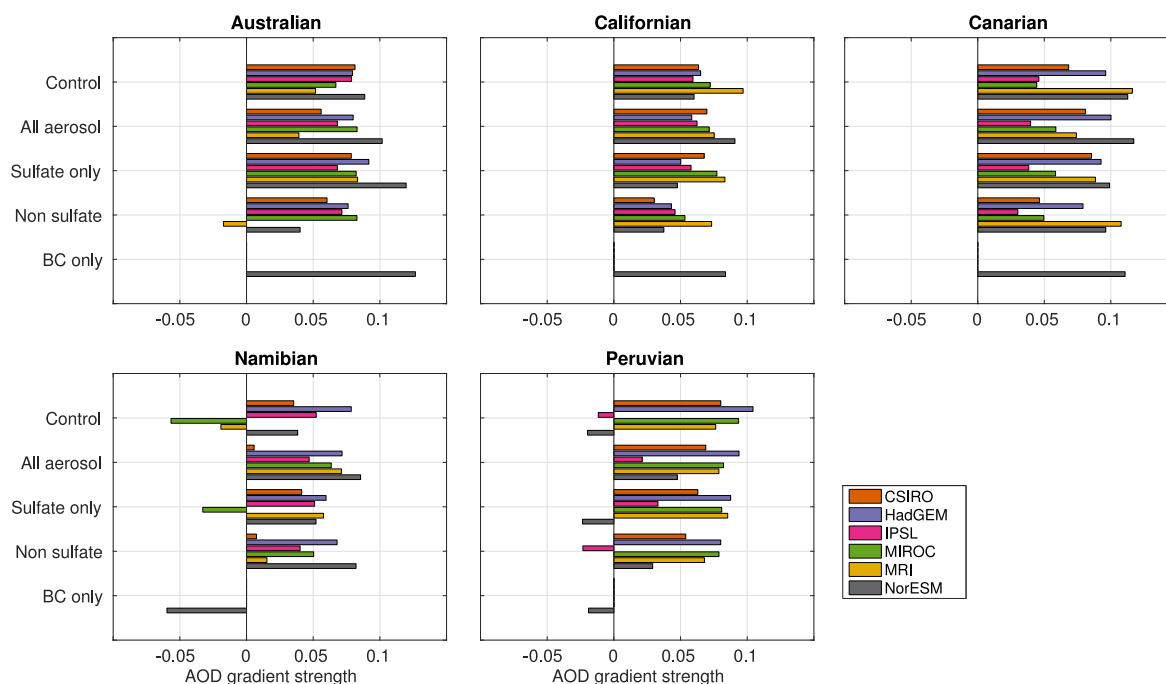 Australian
Californian
Canarian
Control
All aerosol
Sulfate only
Non sulfate
BC only
-0.05 0 0.05 0.1
-0.05 0 0.05 0.1
-0.05 0 0.05 0.1
Namibian
Peruvian
Control
All aerosol
Sulfate only
Non sulfate
BC only
-0.05 0 0.05 0.1
-0.05 0 0.05 0.1
AOD gradient strength
AOD gradient strength
CSIRO
HadGEM
IPSL
MIROC
MRI
NorESM